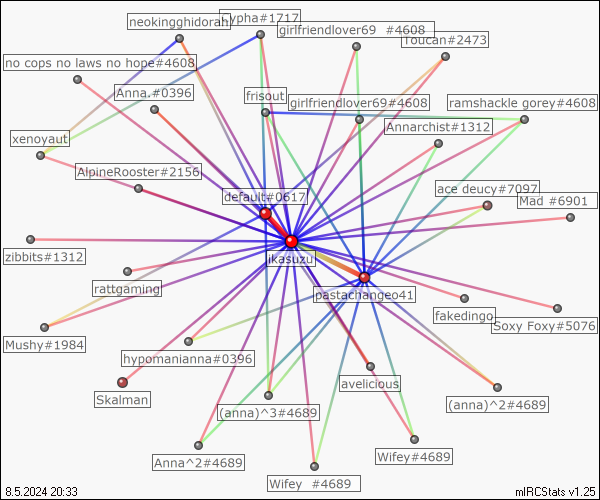 neokingghidorah
Cypha#1717
girlfriendlover69 #4608
Toucan#2473
no cops no laws no hope#4608
Anna.#0396
frisout
girlfriendlover69#4608
ramshackle gorey#4608
Annarchist#1312
xenoyaut
AlpineRooster#2156
default#0617
ace deucy#7097
Mad #6901
zibbits#1312
ikasuzu
rattgaming
pastachangeo41
fakedingo
Soxy Foxy#5076
Mushy#1984
hypomanianna#0396
avelicious
Skalman
(anna)^3#4689
(anna)^2#4689
Anna^2#4689
Wifey #4689
Wifey#4689
8.5.2024 20:33
mIRCStats v1.25